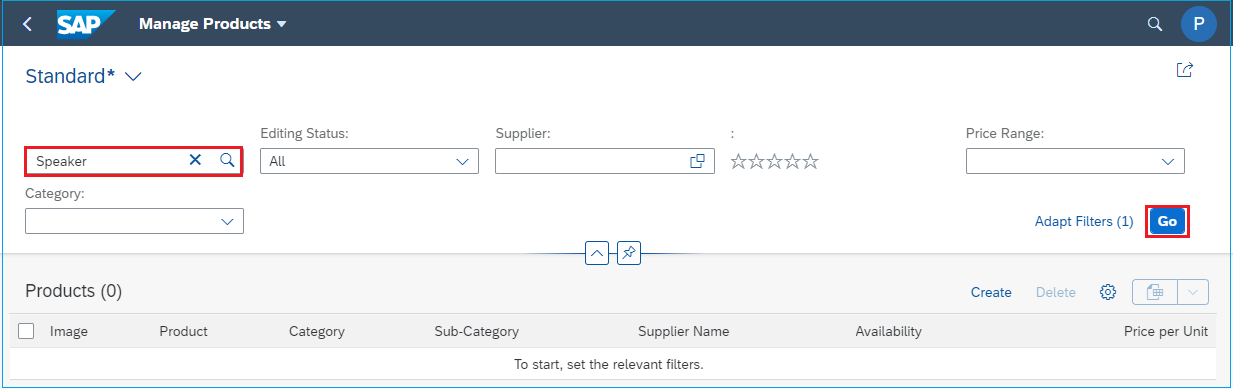 SAP Manage Products P
Standard*
Editing Status: Supplier: : Price Range:
Speaker All
Category:
Adapt Filters (1) Go
Products (0) Create Delete
Image Product Category Sub-Category Supplier Name Availability Price per Unit
To start, set the relevant filters.